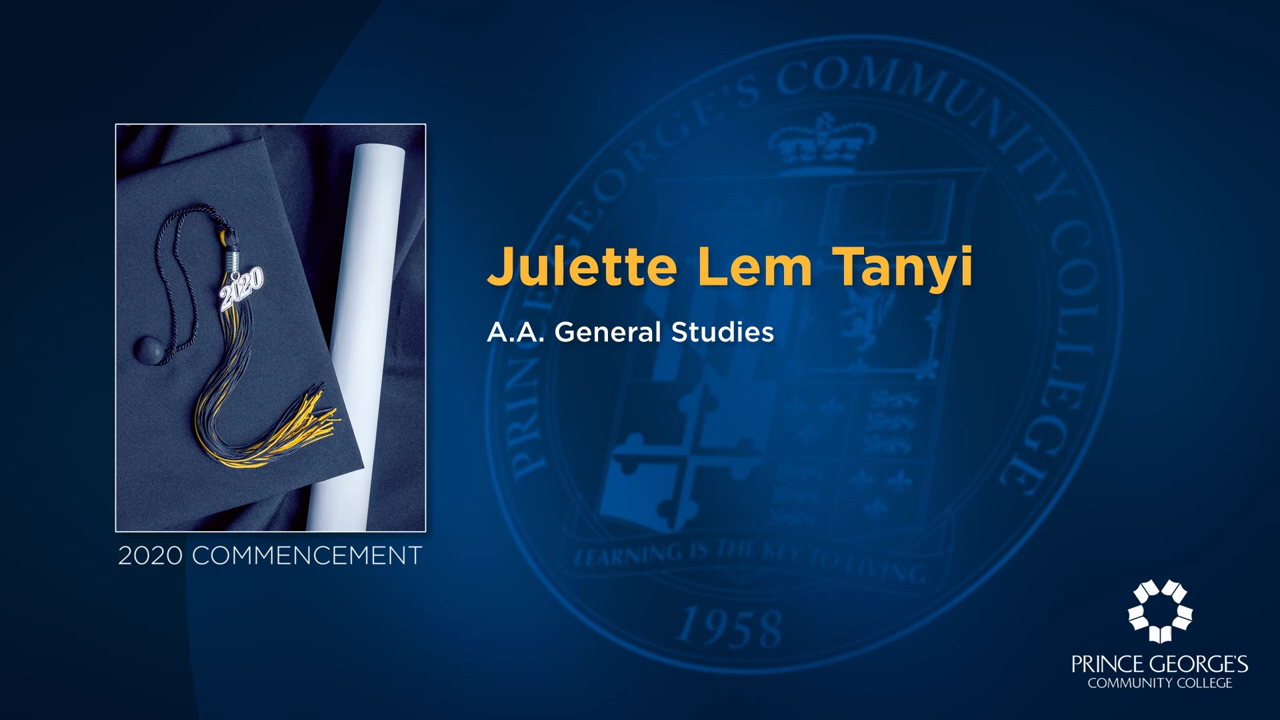 PRINCE GEORGE'S COMMUNITY COLLEGE
2020
Julette Lem Tanyi
A.A. General Studies
LEARNING IS THE KEY TO LIVING
2020 COMMENCEMENT
1958
PRINCE GEORGE'S
COMMUNITY COLLEGE